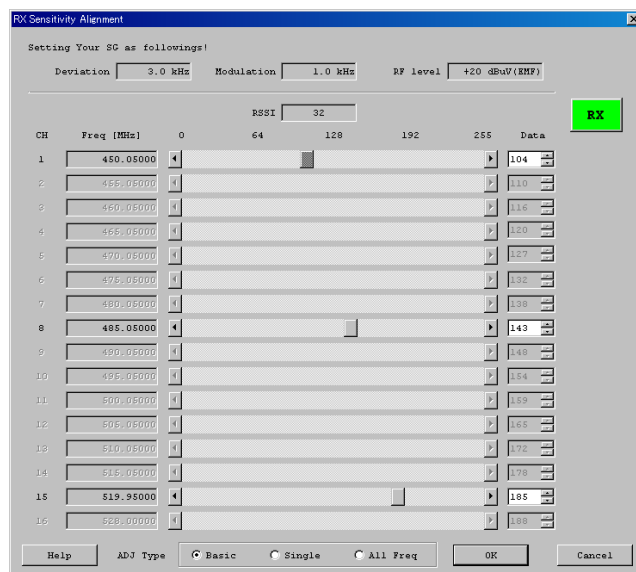 RX Sensitivity Alignment
Setting Your SG as followings!
Deviation 3.0 kHz Modulation 1.0 kHz RF level +20 dBuV(EMF)
RSSI 32
RX
CH Freq [MHz] 0 64 128 192 255 Data
1 450.05000 104
2 455.05000 110
3 460.05000 116
4 465.05000 120
5 470.05000 127
6 475.05000 132
7 480.05000 138
8 485.05000 143
9 490.05000 148
10 495.05000 154
11 500.05000 159
12 505.05000 165
13 510.05000 172
14 515.05000 178
15 519.95000 185
16 528.00000 188
Help ADJ Type Basic Single All Freq OK Cancel